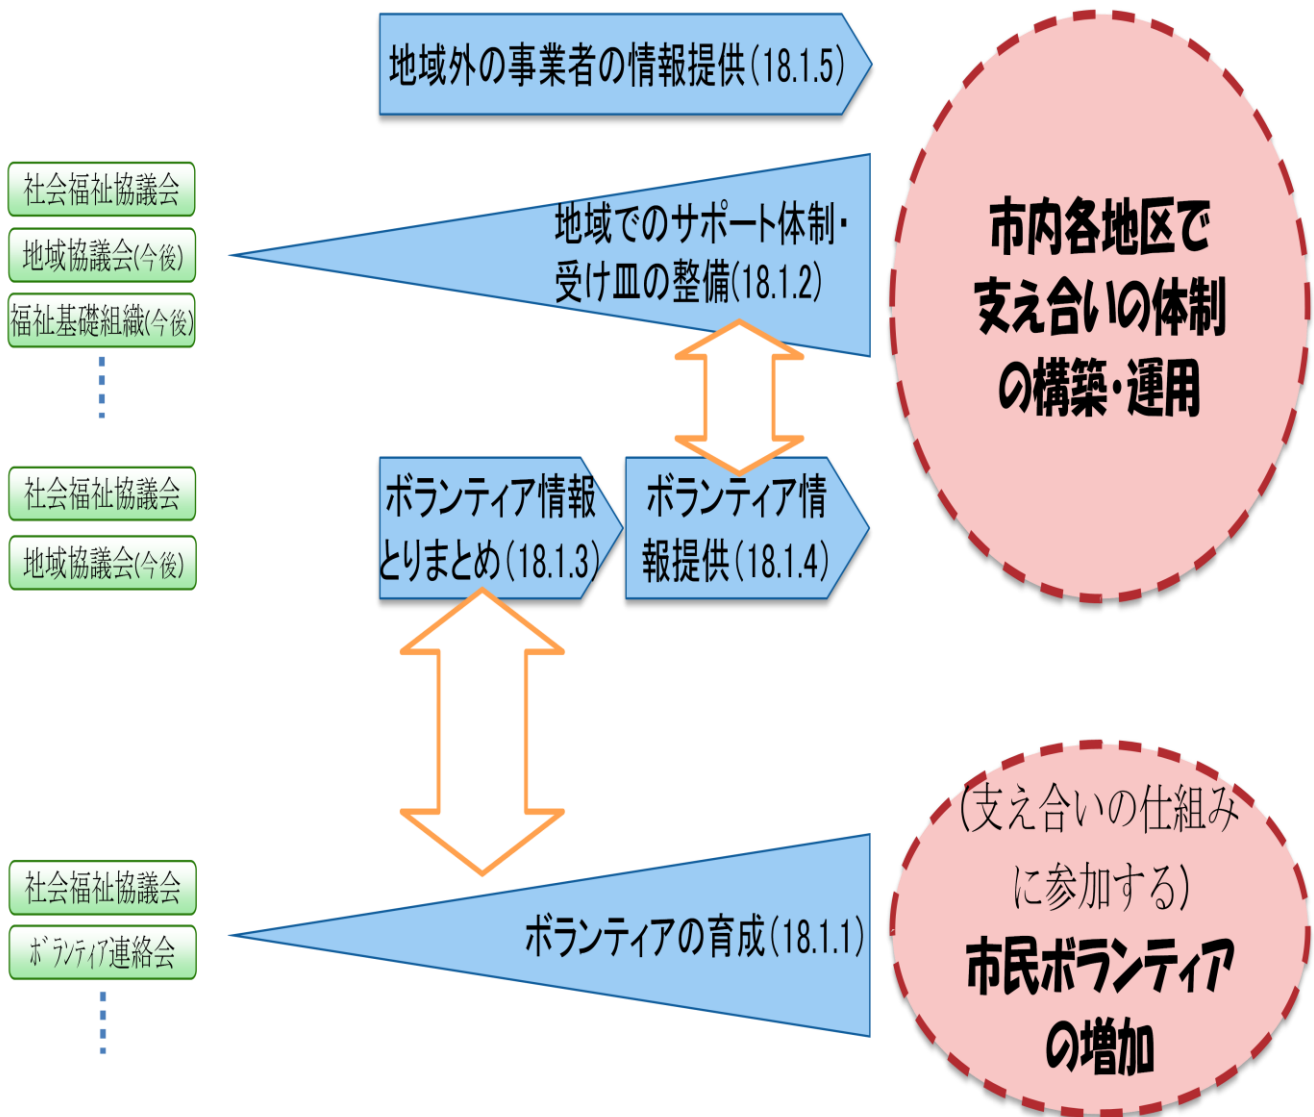 地域外の事業者の情報提供(18.1.5)
社会福祉協議会
地域協議会(今後)
福祉基礎組織(今後)
地域でのサポート体制・
受け皿の整備(18.1.2)
市内各地区で
支え合いの体制
の構築・運用
社会福祉協議会
地域協議会(今後)
ボランティア情報
とりまとめ(18.1.3)
ボランティア情
報提供(18.1.4)
社会福祉協議会
ボランティア連絡会
ボランティアの育成(18.1.1)
(支え合いの仕組み
に参加する)
市民ボランティア
の増加